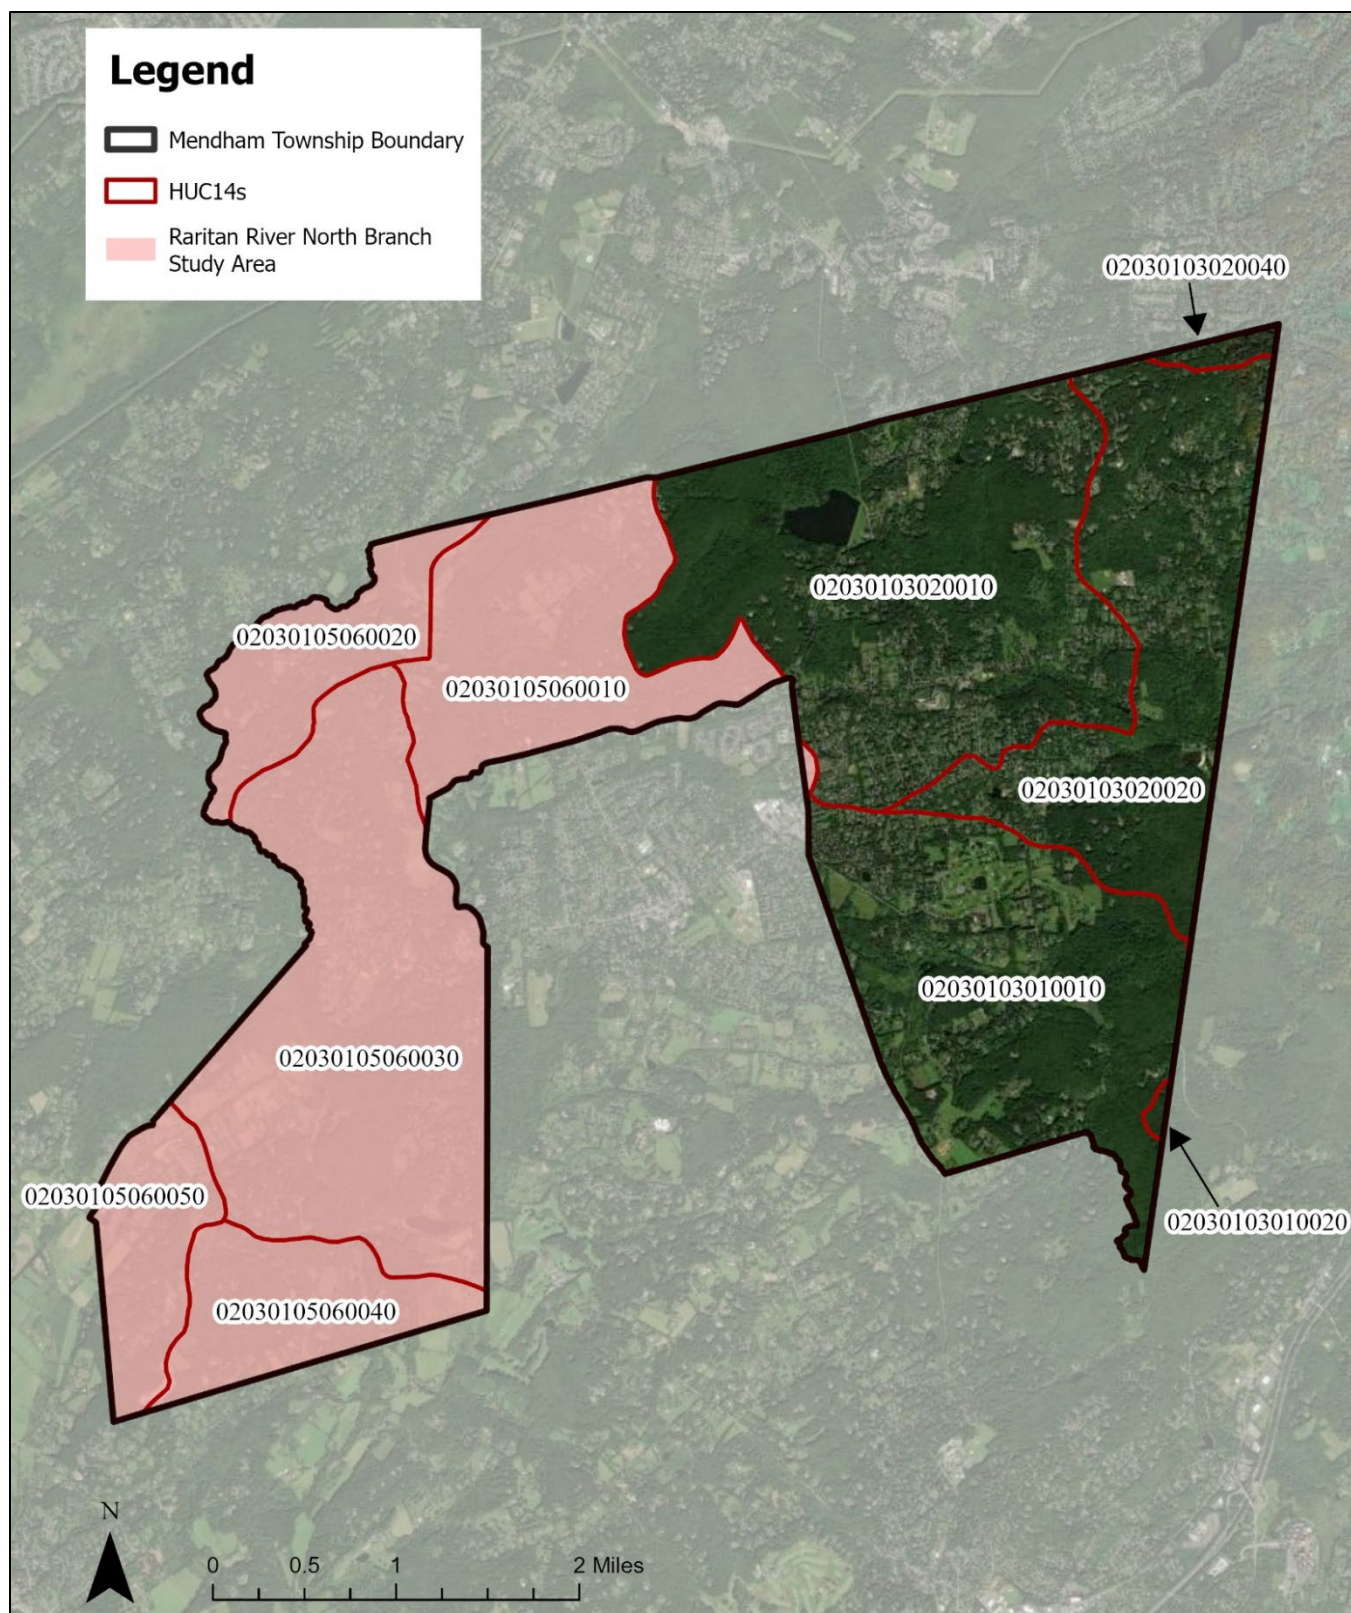 Legend
Mendham Township Boundary
HUC14s
Raritan River North Branch
Study Area
02030103020040
02030103020010
02030105060020
02030105060010
02030103020020
02030103010010
02030105060030
02030105060050
02030103010020
02030105060040
N
0 0.5 1 2 Miles